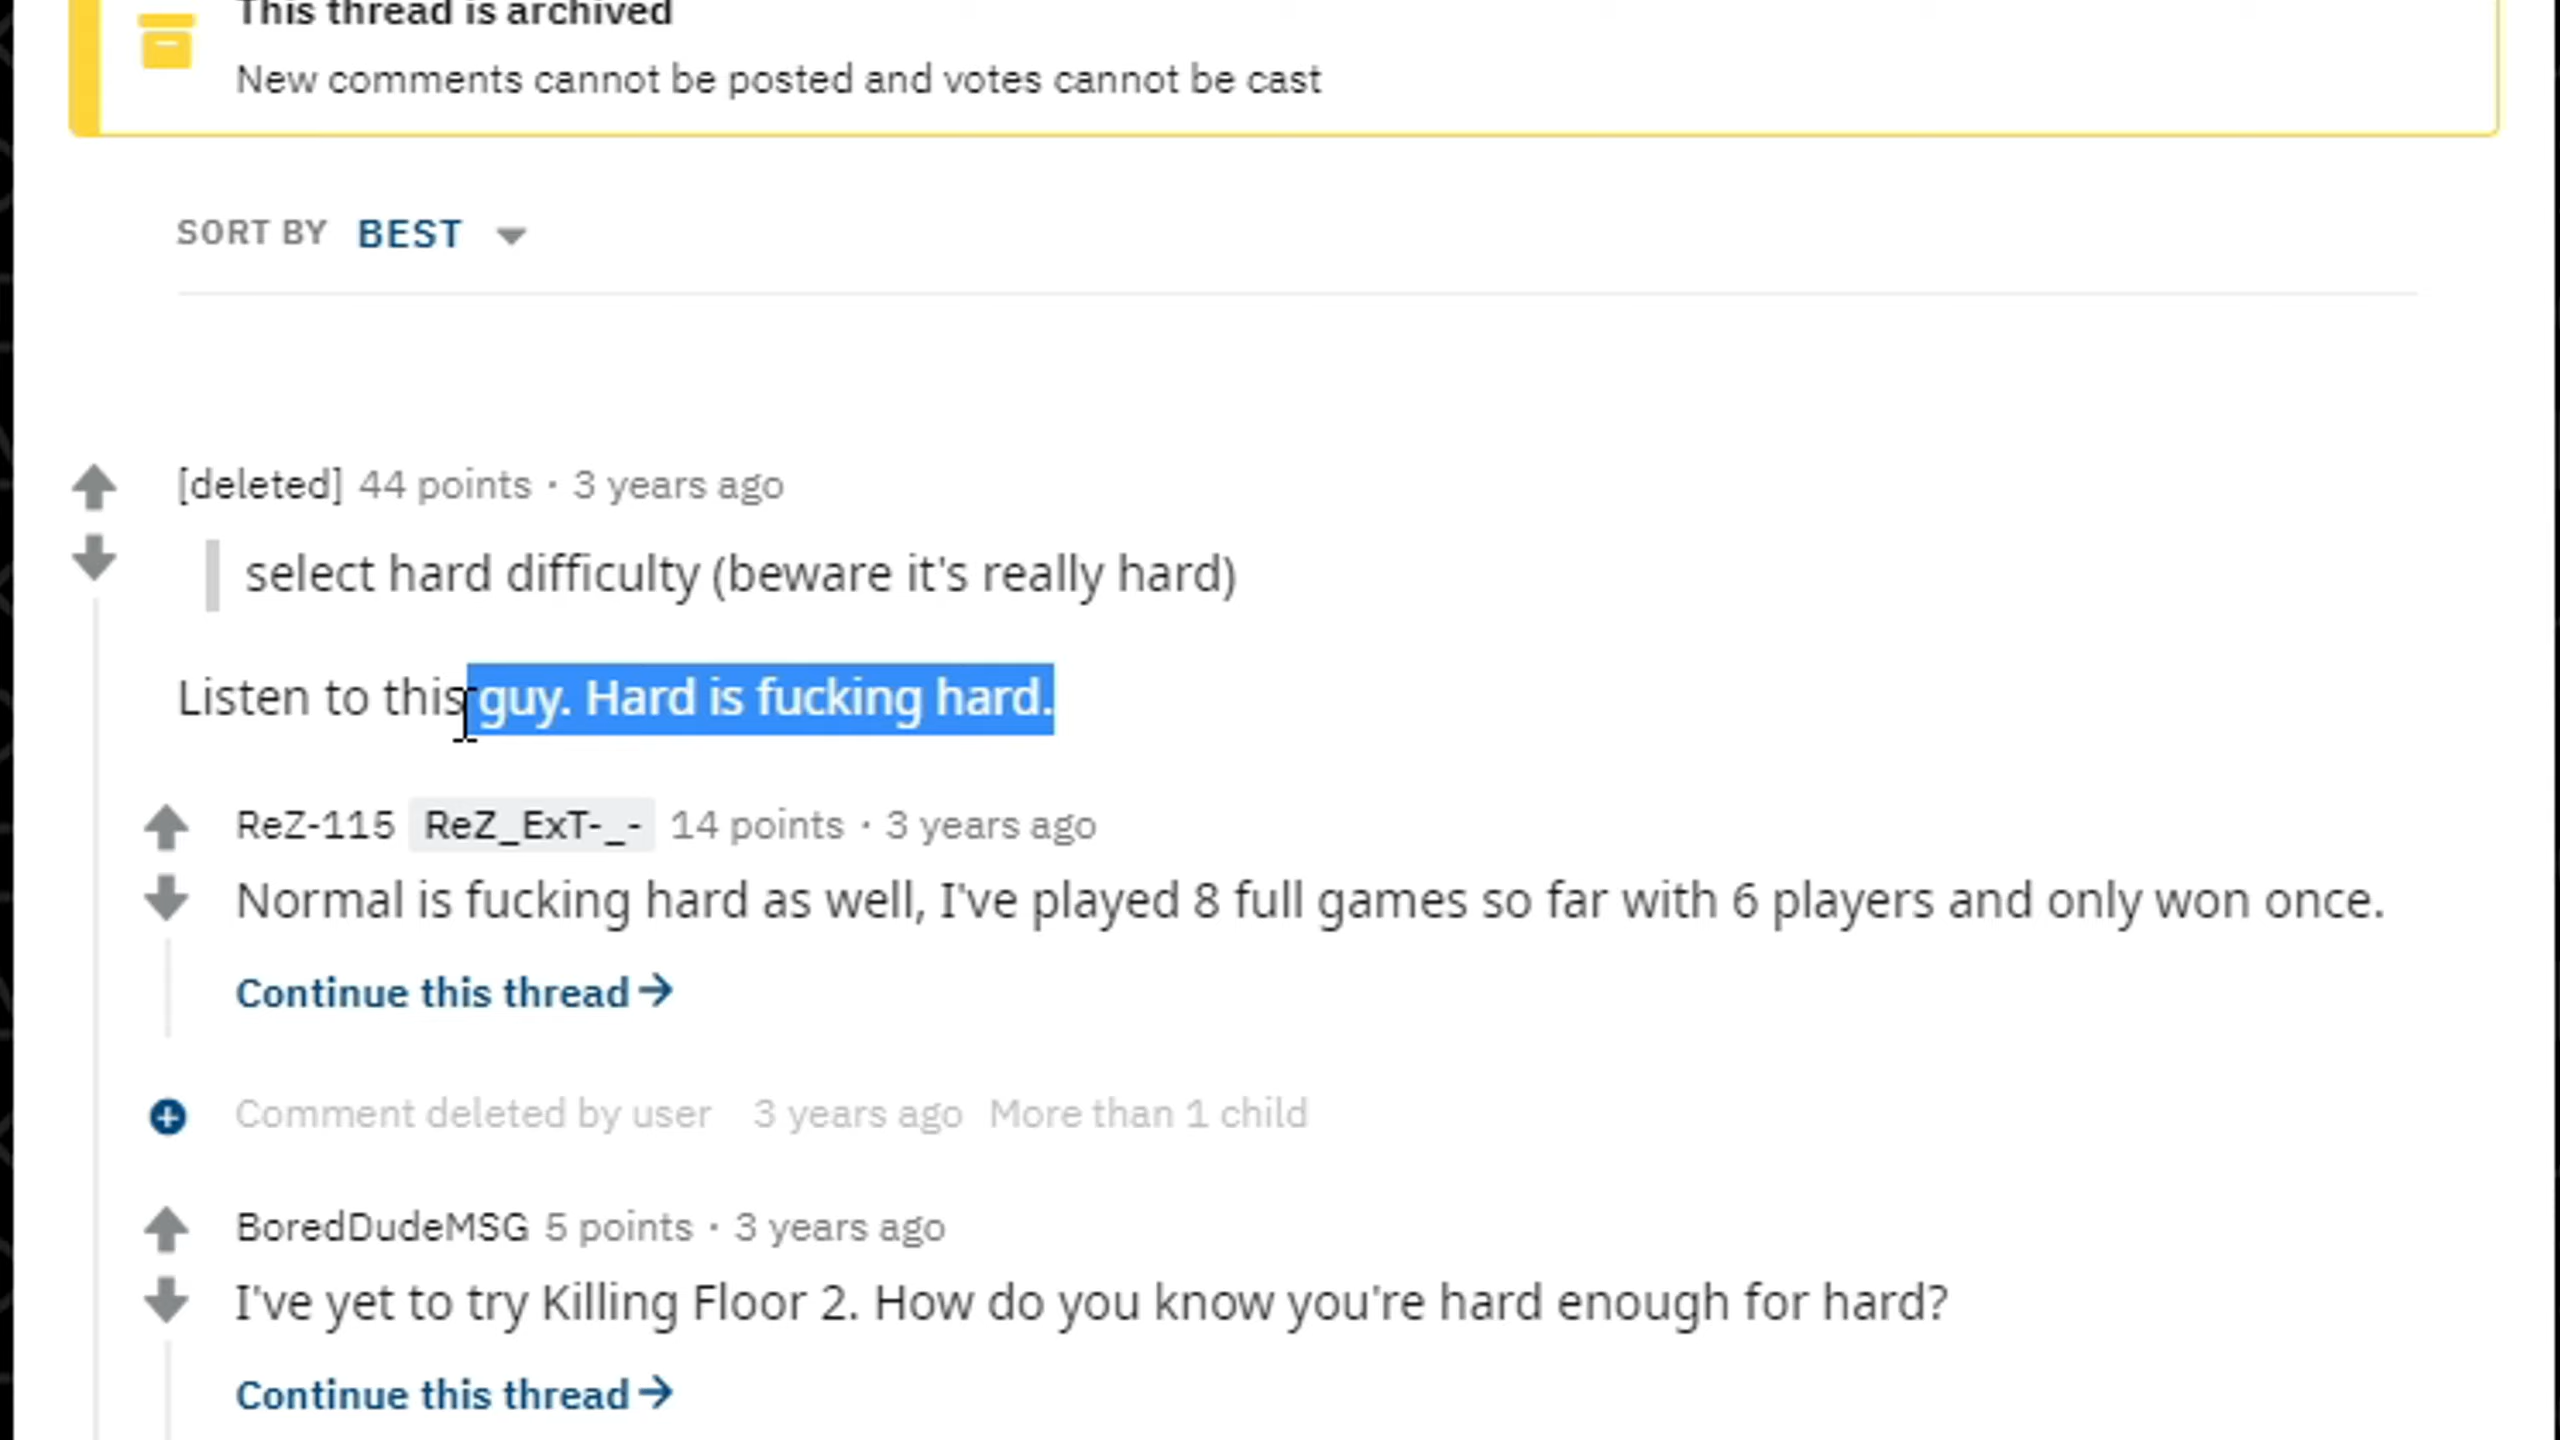 This thread is archived
New comments cannot be posted and votes cannot be cast
SORT BY BEST
[deleted] 44 points · 3 years ago
select hard difficulty (beware it's really hard)
Listen to this guy. Hard is fucking hard.
ReZ-115 ReZ_ExT-_- 14 points · 3 years ago
Normal is fucking hard as well, I've played 8 full games so far with 6 players and only won once.
Continue this thread→
Comment deleted by user 3 years ago More than 1 child
BoredDudeMSG 5 points · 3 years ago
I've yet to try Killing Floor 2. How do you know you're hard enough for hard?
Continue this thread→